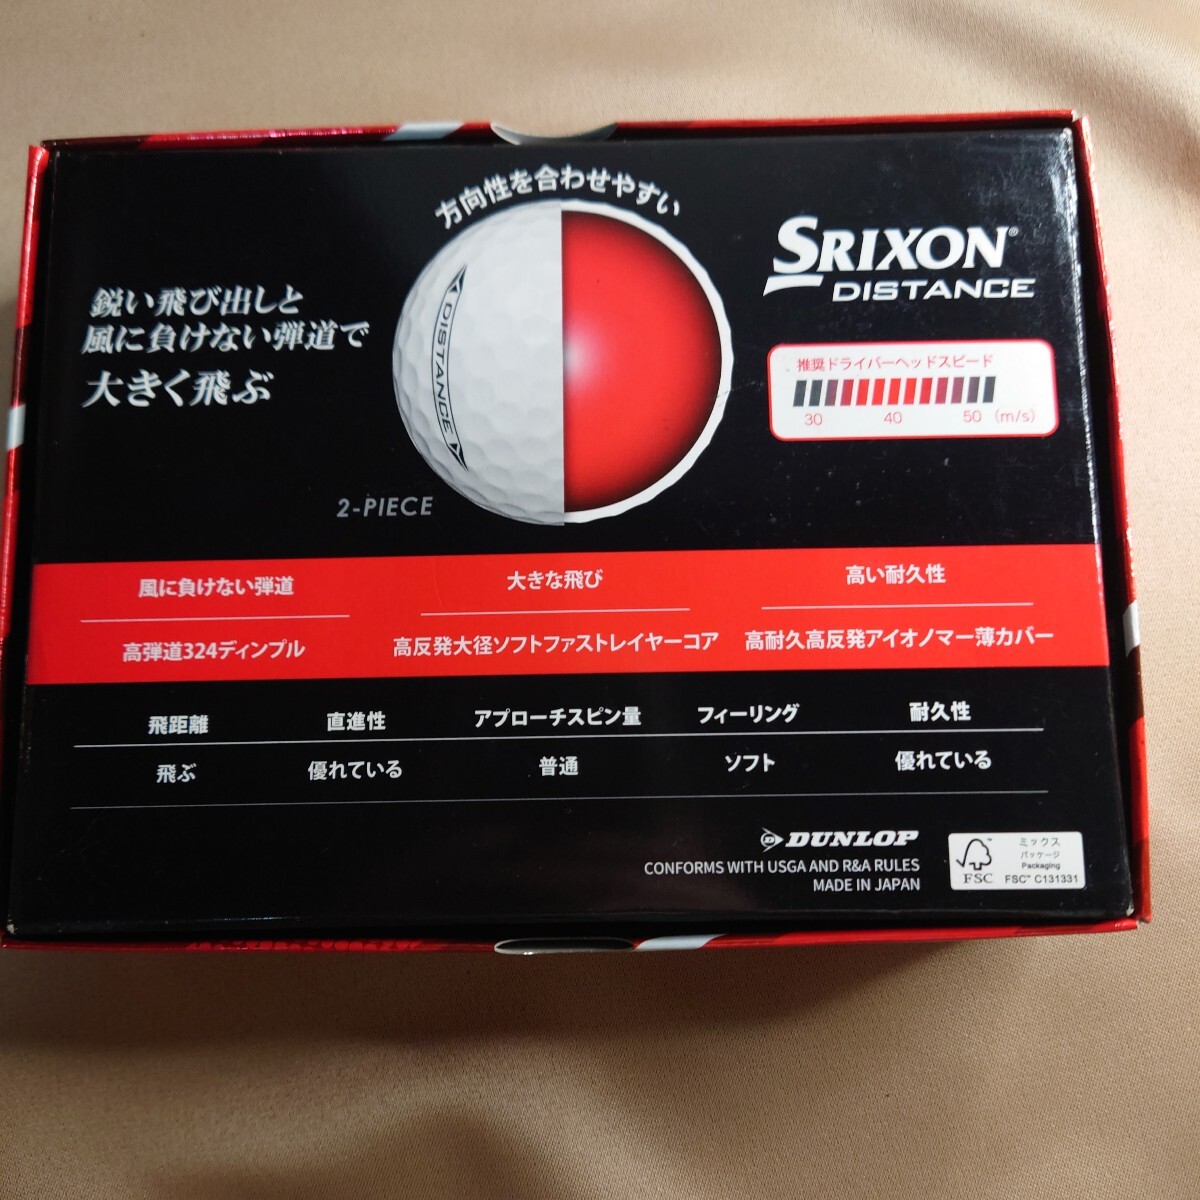 方向性を合わせやすい
鋭い飛び出しと
風に負けない弾道で
大きく飛ぶ
DISTANCE
2-PIECE
SRIXON®
DISTANCE
推奨ドライバーヘッドスピード
30 40 50 (m/s)
風に負けない弾道 大きな飛び 高い耐久性
高弾道324ディンプル 高反発大径ソフトファストレイヤーコア 高耐久高反発アイオノマー薄カバー
飛距離 直進性 アプローチスピン量 フィーリング 耐久性
飛ぶ 優れている 普通 ソフト 優れている
DUNLOP
CONFORMS WITH USGA AND R&A RULES
MADE IN JAPAN
FSC
ミックス
パッケージ
Packaging
FSC™ C131331